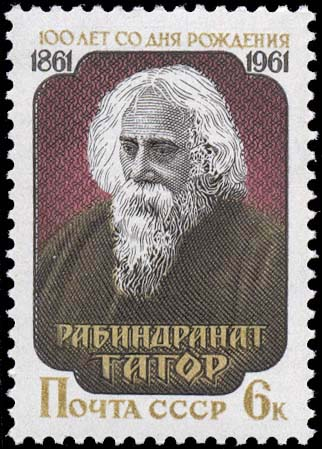 100 ЛЕТ СО ДНЯ РОЖДЕНИЯ
1861 1961
РАБИНДРАНАТ
ТАГОР
ПОЧТА СССР 6К